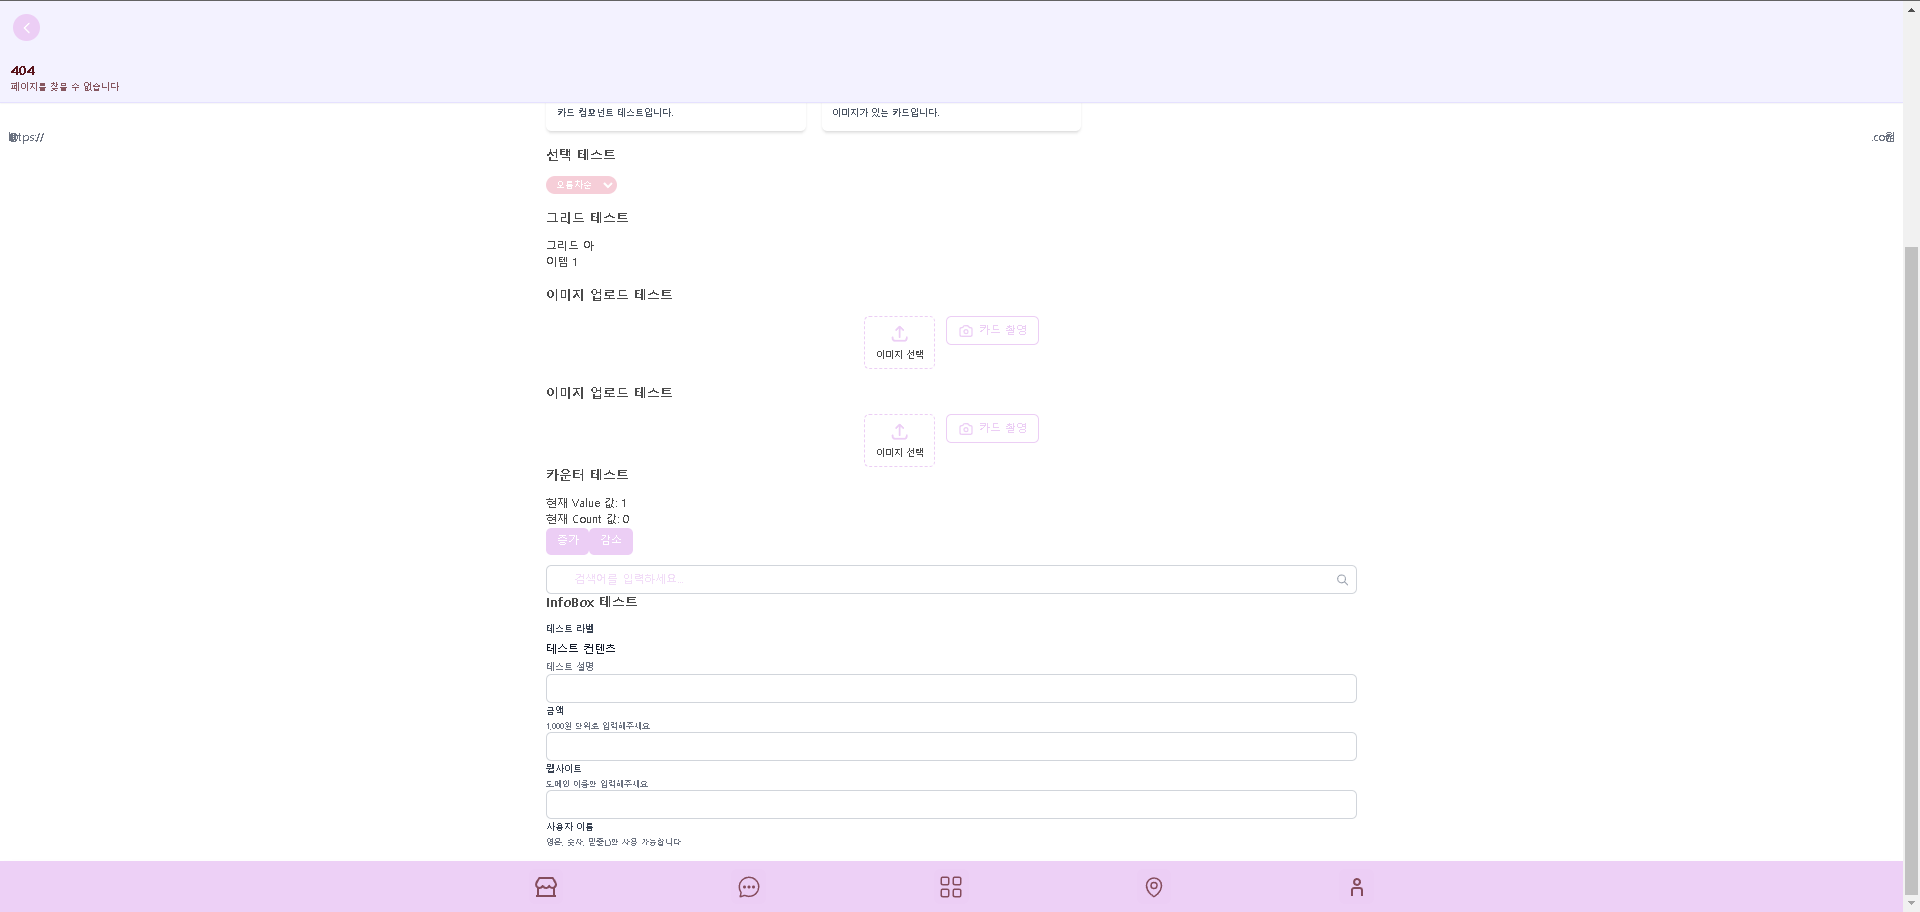 404
페이지를 찾을 수 없습니다
카드 컴포넌트 테스트입니다.
이미지가 있는 카드입니다.
선택 테스트
오름차순
그리드 테스트
그리드 아
이템 1
이미지 업로드 테스트
이미지 선택
카드 촬영
이미지 업로드 테스트
이미지 선택
카드 촬영
카운터 테스트
현재 Value 값: 1
현재 Count 값: 0
증가 감소
검색어를 입력하세요...
InfoBox 테스트
테스트 라벨
테스트 컨텐츠
테스트 설명
금액
1,000원 단위로 입력해주세요
웹사이트
도메인 이름만 입력해주세요
사용자 이름
영문, 숫자, 밑줄(_)만 사용 가능합니다